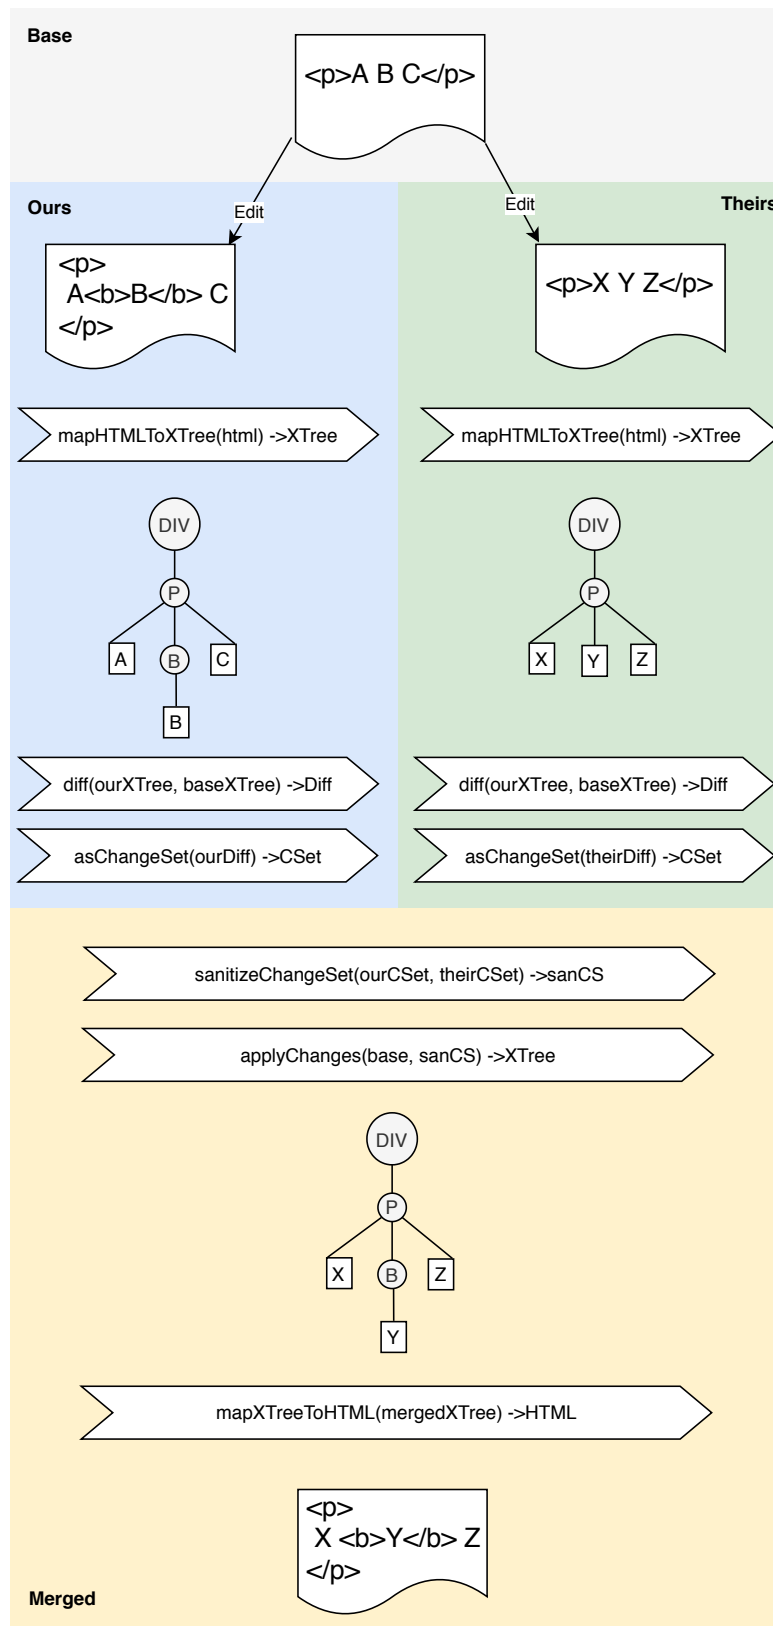 Base
<p>A B C</p>
Edit
Edit
Ours
Theirs
<p>
A<b>B</b> C
</p>
<p>X Y Z</p>
mapHTMLToXTree(html) ->XTree
mapHTMLToXTree(html) ->XTree
DIV
P
A
B
C
B
DIV
P
X
Y
Z
diff(ourXTree, baseXTree) ->Diff
diff(ourXTree, baseXTree) ->Diff
asChangeSet(ourDiff) ->CSet
asChangeSet(theirDiff) ->CSet
sanitizeChangeSet(ourCSet, theirCSet) ->sanCS
applyChanges(base, sanCS) ->XTree
DIV
P
X
B
Z
Y
mapXTreeToHTML(mergedXTree) ->HTML
<p>
X <b>Y</b> Z
</p>
Merged